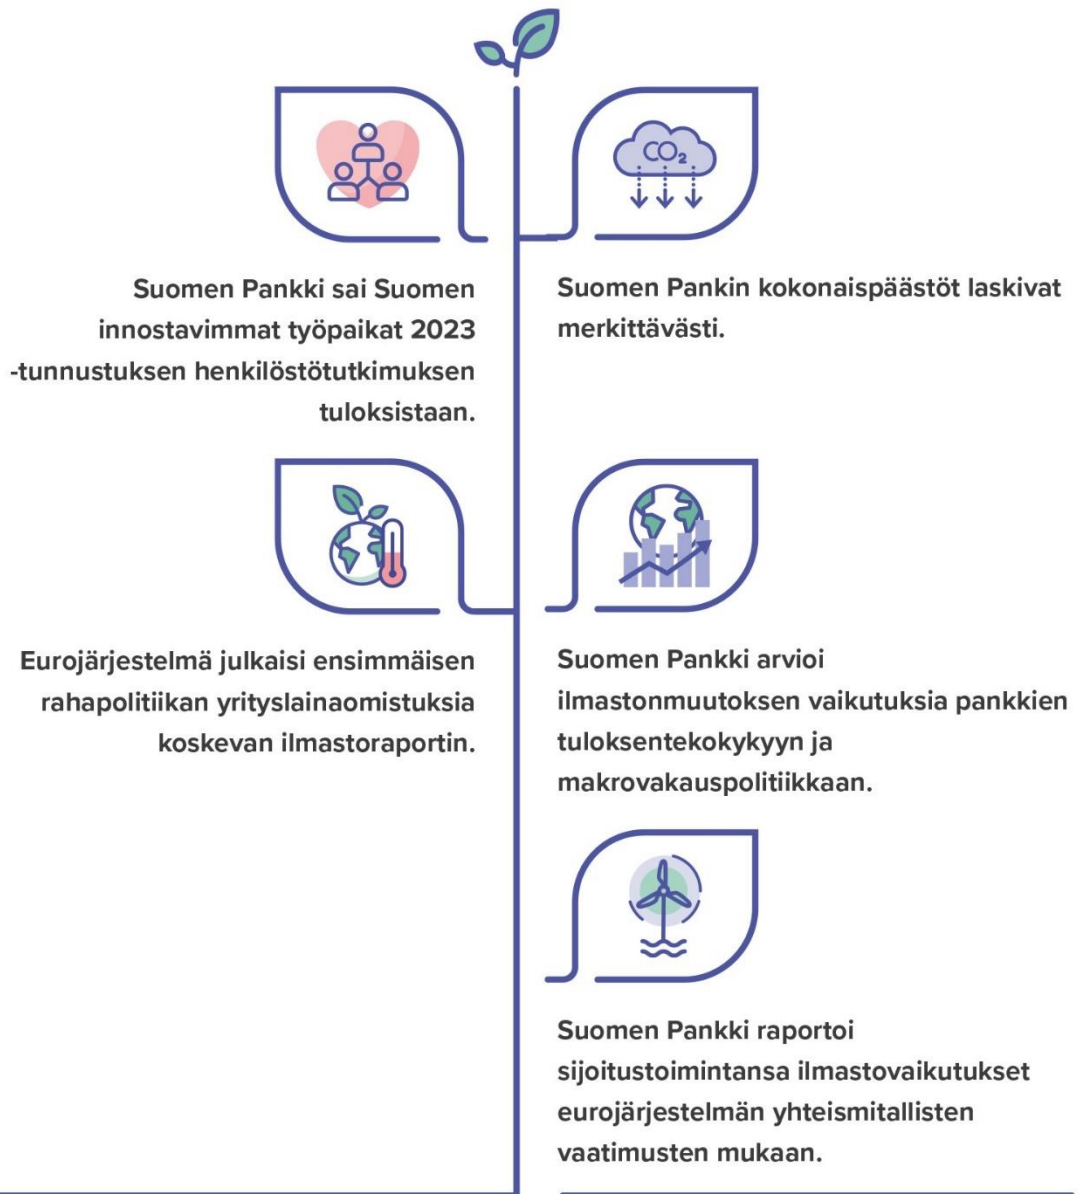 Suomen Pankki sai Suomen
innostavimmat työpaikat 2023
-tunnustuksen henkilöstötutkimuksen
tuloksistaan.
CO₂
Suomen Pankin kokonaispäästöt laskivat
merkittävästi.
Eurojärjestelmä julkaisi ensimmäisen
rahapolitiikan yrityslainaomistuksia
koskevan ilmastoraportin.
Suomen Pankki arvioi
ilmastonmuutoksen vaikutuksia pankkien
tuloksentekokykyyn ja
makrovakauspolitiikkaan.
Suomen Pankki raportoi
sijoitustoimintansa ilmastovaikutukset
eurojärjestelmän yhteismitallisten
vaatimusten mukaan.